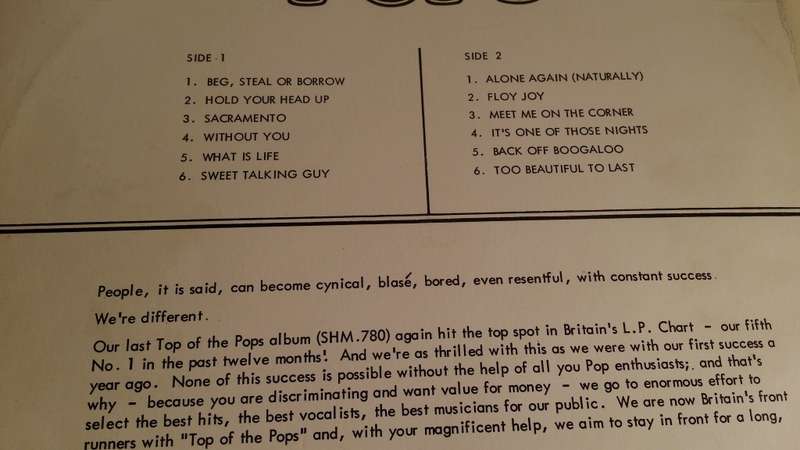 SIDE 1
1. BEG, STEAL OR BORROW
2. HOLD YOUR HEAD UP
3. SACRAMENTO
4. WITHOUT YOU
5. WHAT IS LIFE
6. SWEET TALKING GUY
SIDE 2
1. ALONE AGAIN (NATURALLY)
2. FLOY JOY
3. MEET ME ON THE CORNER
4. IT'S ONE OF THOSE NIGHTS
5. BACK OFF BOOGALOO
6. TOO BEAUTIFUL TO LAST
People, it is said, can become cynical, blasé, bored, even resentful, with constant success.
We're different.
Our last Top of the Pops album (SHM.780) again hit the top spot in Britain's L.P. Chart - our fifth
No. 1 in the past twelve months! And we're as thrilled with this as we were with our first success a
year ago. None of this success is possible without the help of all you Pop enthusiasts; and that's
why - because you are discriminating and want value for money - we go to enormous effort to
select the best hits, the best vocalists, the best musicians for our public. We are now Britain's front
runners with "Top of the Pops" and, with your magnificent help, we aim to stay in front for a long,